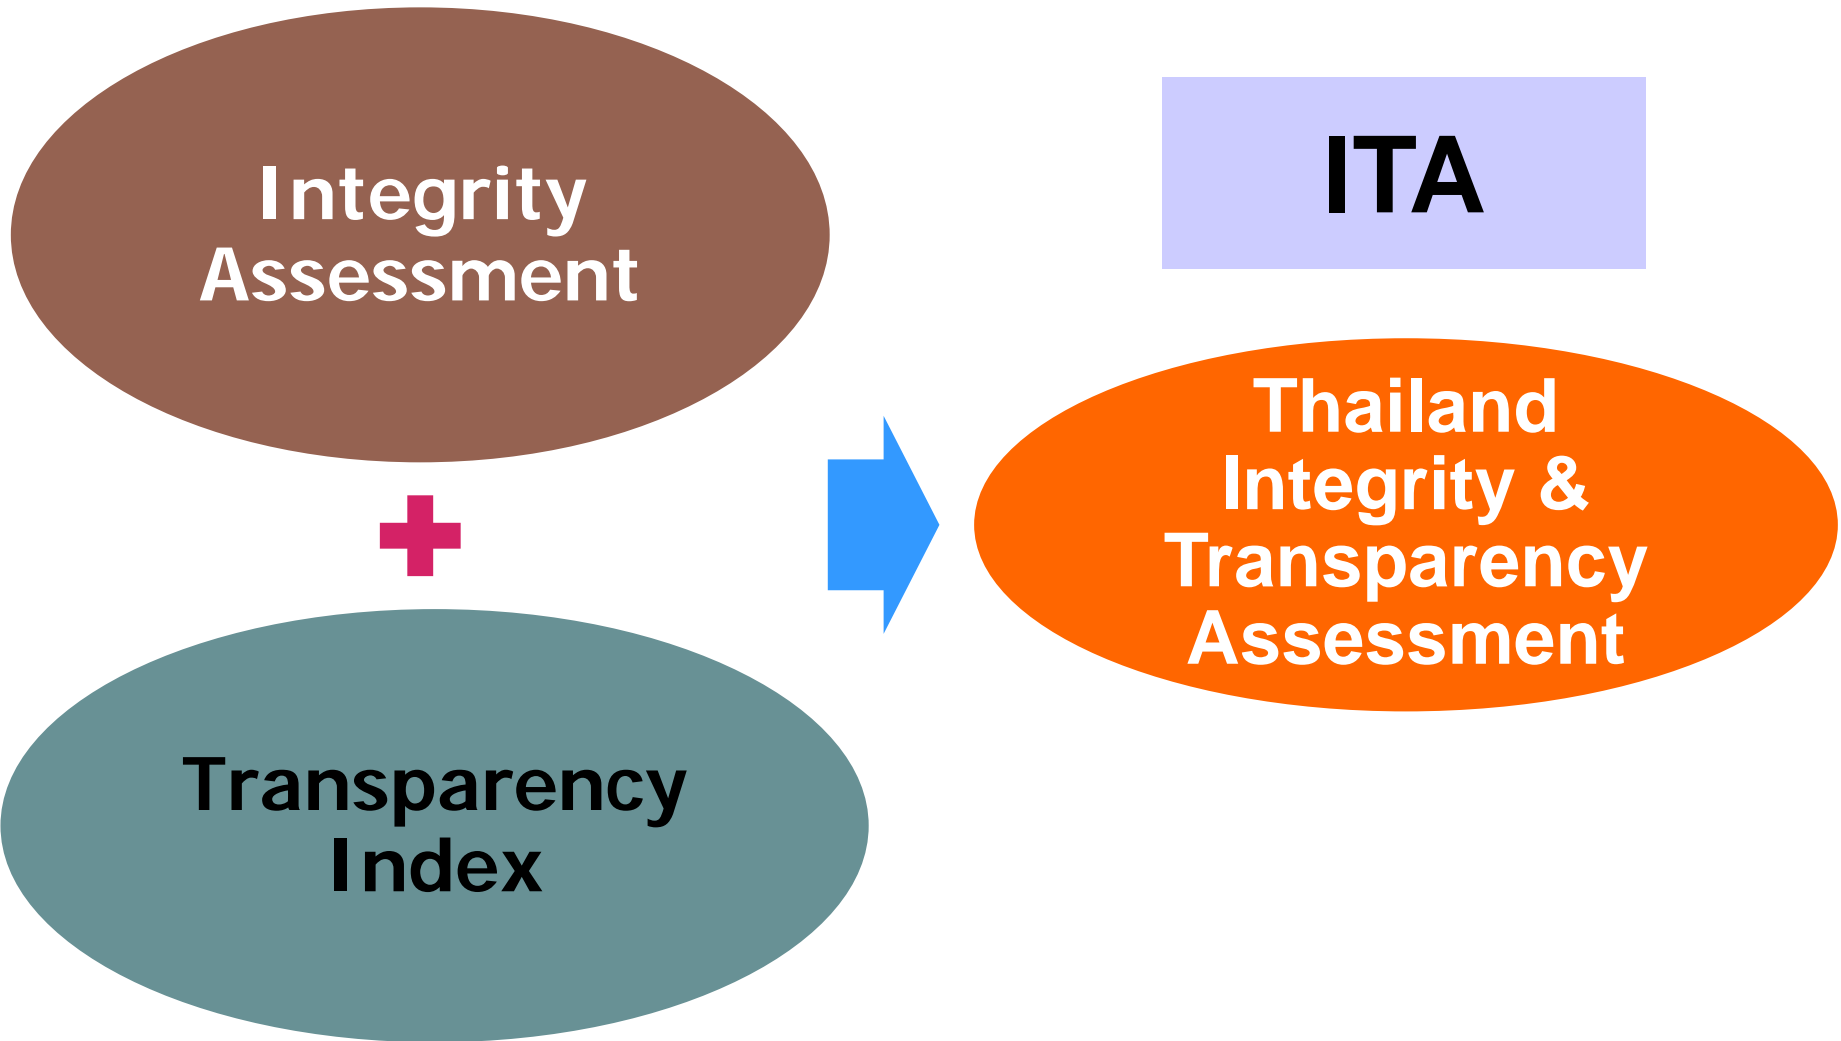 Integrity
Assessment
Transparency
Index
ITA
Thailand
Integrity &
Transparency
Assessment